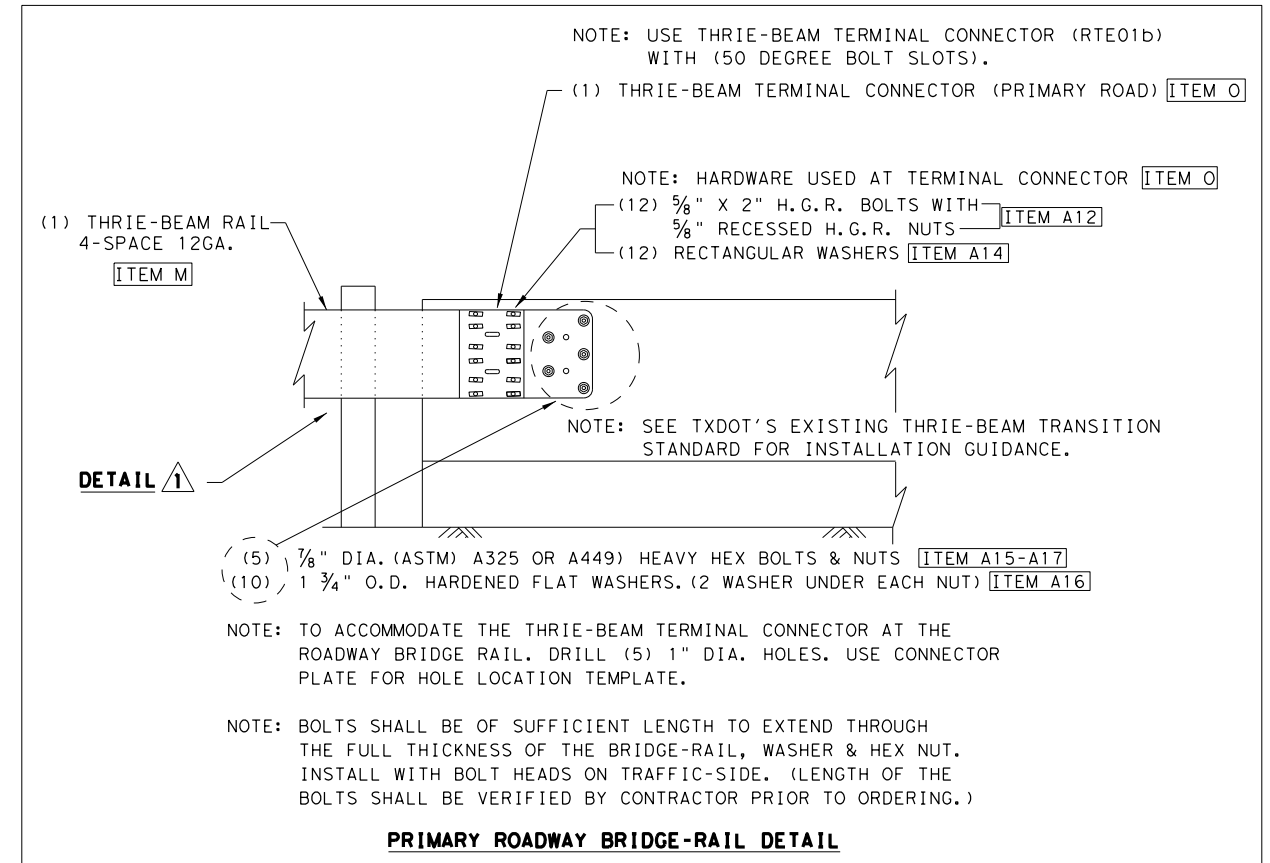 NOTE: USE THRIE-BEAM TERMINAL CONNECTOR (RTE01b)
WITH (50 DEGREE BOLT SLOTS).
(1) THRIE-BEAM TERMINAL CONNECTOR (PRIMARY ROAD) ITEM O
NOTE: HARDWARE USED AT TERMINAL CONNECTOR ITEM O
(12) 5/8" X 2" H.G.R. BOLTS WITH
5/8" RECESSED H.G.R. NUTS
ITEM A12
(12) RECTANGULAR WASHERS ITEM A14
(1) THRIE-BEAM RAIL
4-SPACE 12GA.
ITEM M
NOTE: SEE TXDOT'S EXISTING THRIE-BEAM TRANSITION
STANDARD FOR INSTALLATION GUIDANCE.
DETAIL 1
(5) 7/8" DIA. (ASTM) A325 OR A449) HEAVY HEX BOLTS & NUTS ITEM A15-A17
(10) 1 3/4" O.D. HARDENED FLAT WASHERS. (2 WASHER UNDER EACH NUT) ITEM A16
NOTE: TO ACCOMMODATE THE THRIE-BEAM TERMINAL CONNECTOR AT THE
ROADWAY BRIDGE RAIL. DRILL (5) 1" DIA. HOLES. USE CONNECTOR
PLATE FOR HOLE LOCATION TEMPLATE.
NOTE: BOLTS SHALL BE OF SUFFICIENT LENGTH TO EXTEND THROUGH
THE FULL THICKNESS OF THE BRIDGE-RAIL, WASHER & HEX NUT.
INSTALL WITH BOLT HEADS ON TRAFFIC-SIDE. (LENGTH OF THE
BOLTS SHALL BE VERIFIED BY CONTRACTOR PRIOR TO ORDERING.)
PRIMARY ROADWAY BRIDGE-RAIL DETAIL